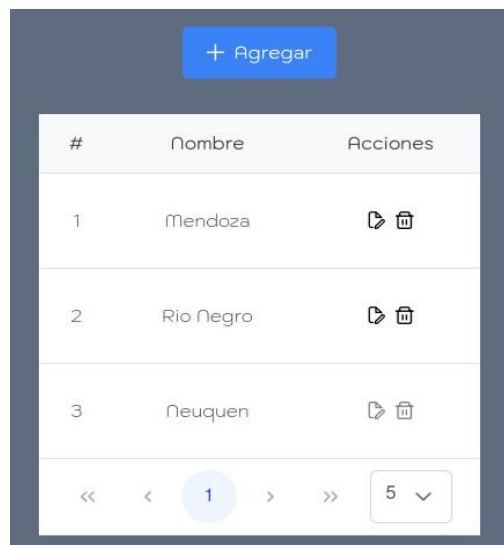 + Agregar
# Nombre Acciones
1 Mendoza
2 Rio Negro
3 Neuquen
<< < 1 > >> 5